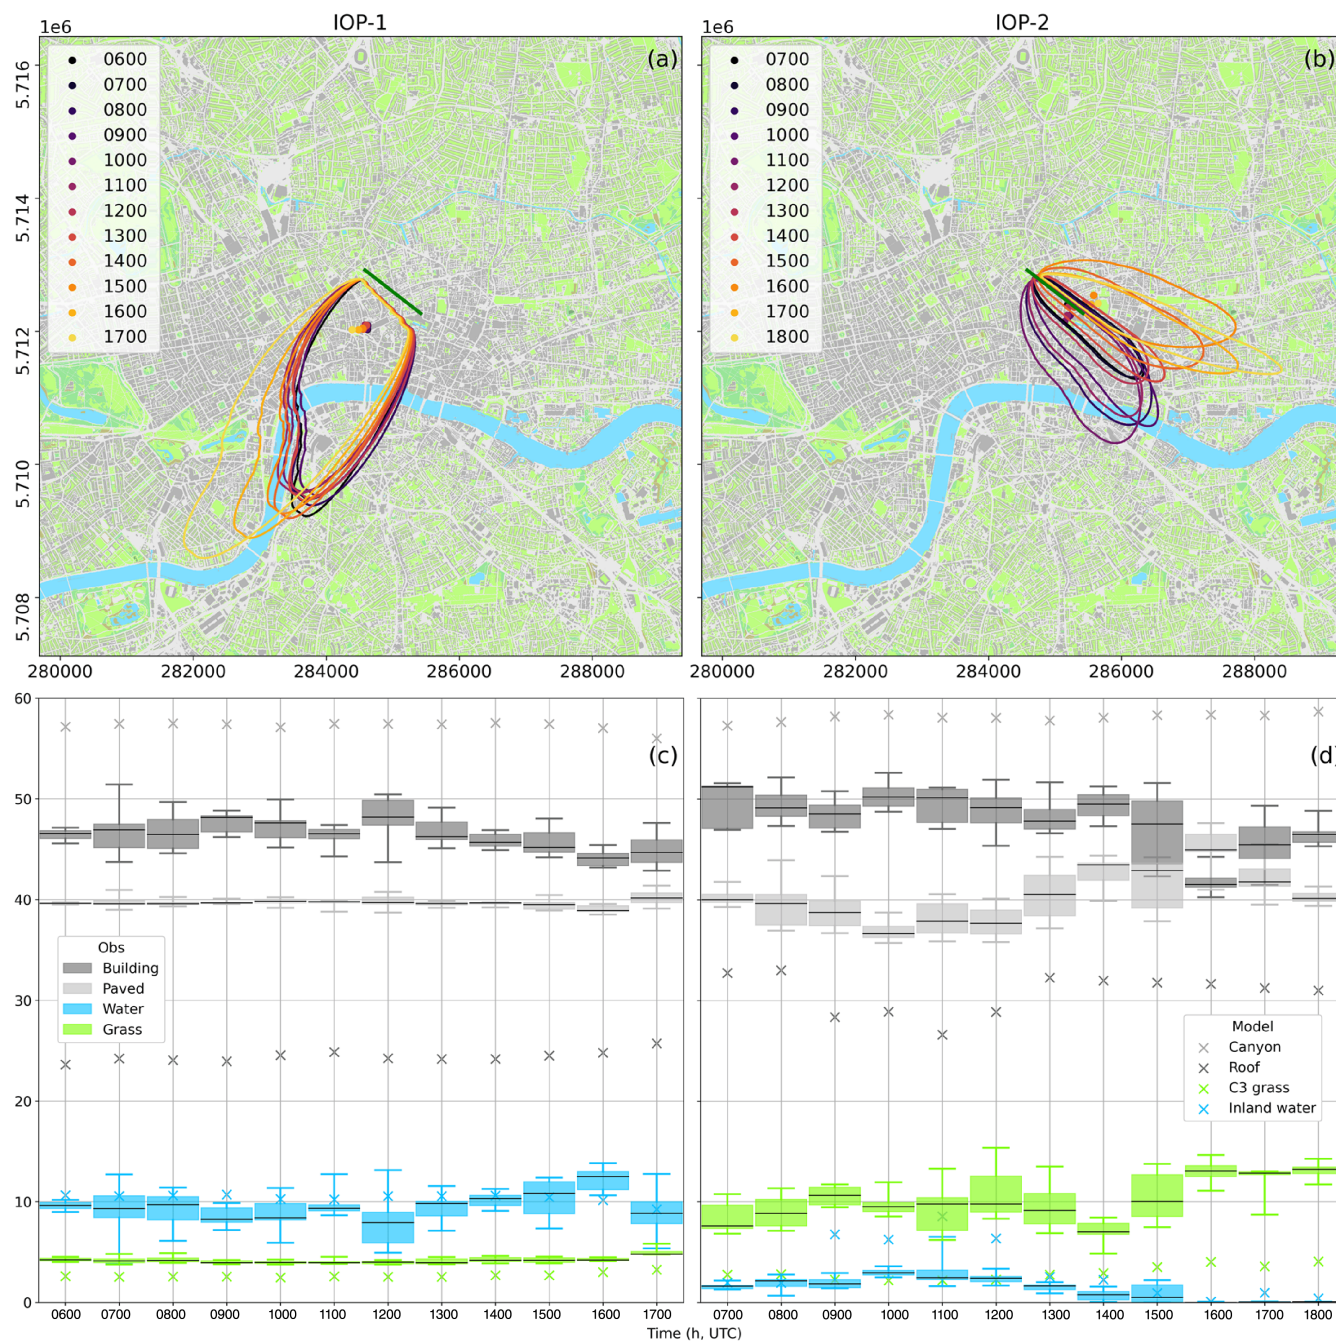 IOP-1
IOP-2
1e6
1e6
(a)
(b)
0600
0700
0800
0900
1000
1100
1200
1300
1400
1500
1600
1700
0700
0800
0900
1000
1100
1200
1300
1400
1500
1600
1700
1800
5.716
5.714
5.712
5.710
5.708
280000 282000 284000 286000 288000
280000 282000 284000 286000 288000
60
50
40
30
20
10
0
(c)
(d)
Obs
Building
Paved
Water
Grass
Model
Canyon
Roof
C3 grass
Inland water
0600 0700 0800 0900 1000 1100 1200 1300 1400 1500 1600 1700
0700 0800 0900 1000 1100 1200 1300 1400 1500 1600 1700 1800
Time (h, UTC)